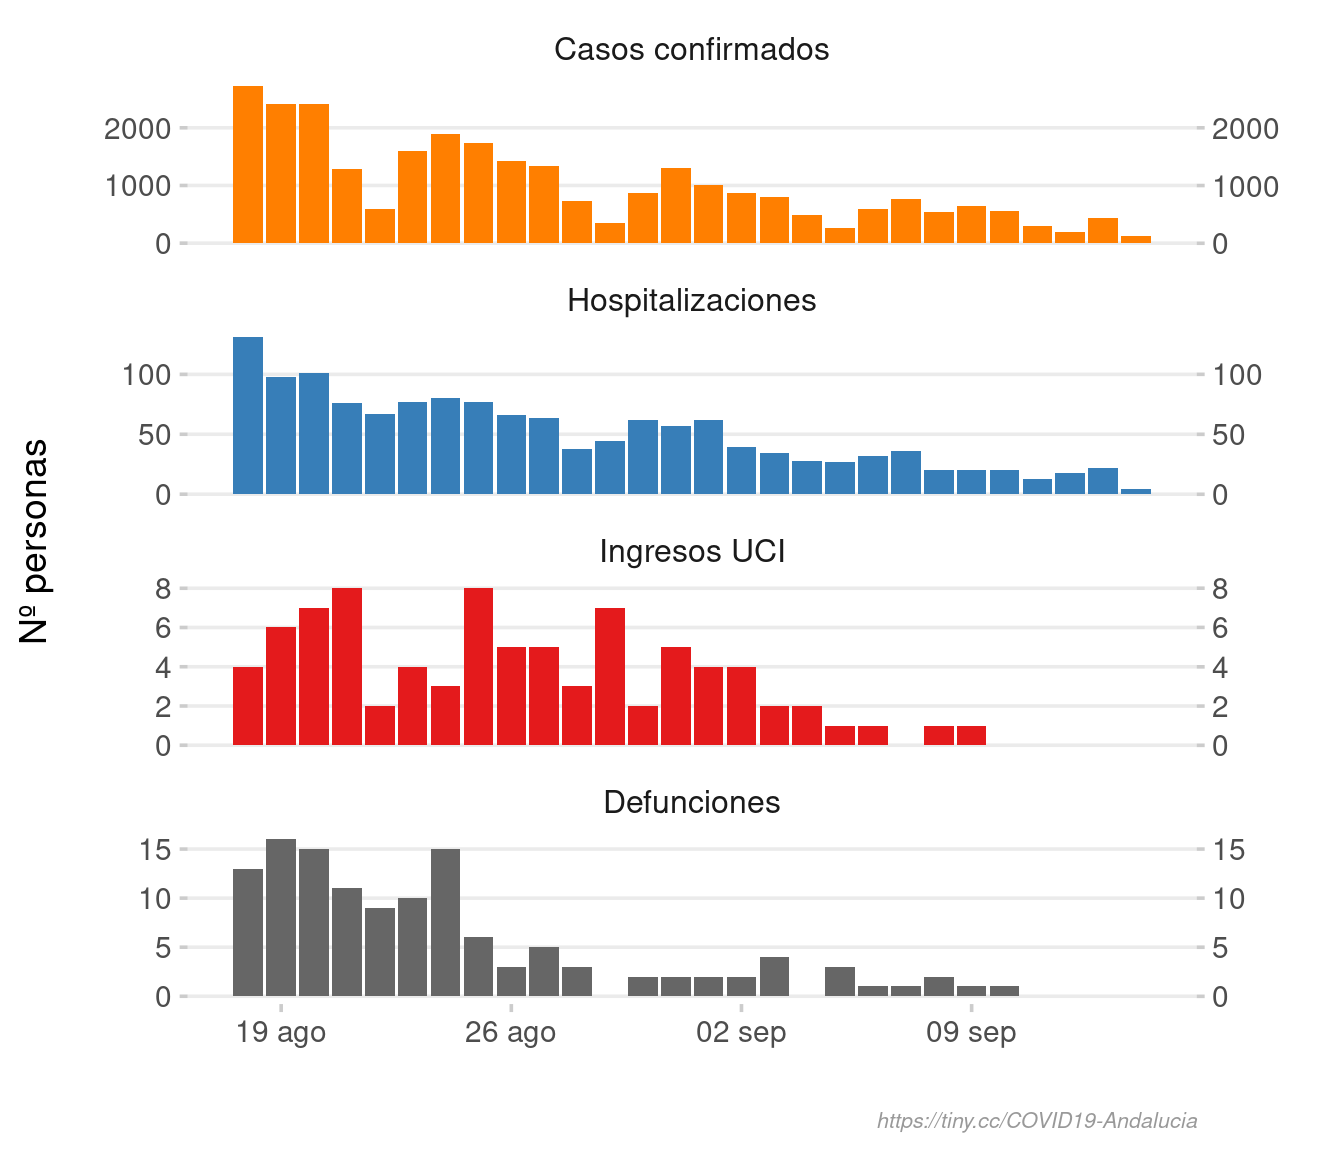 Casos confirmados
2000 2000
1000 1000
0 0
Hospitalizaciones
100 100
50 50
0 0
Nº personas
Ingresos UCI
8 8
6 6
4 4
2 2
0 0
Defunciones
15 15
10 10
5 5
0 0
19 ago 26 ago 02 sep 09 sep
https://tiny.cc/COVID19-Andalucia